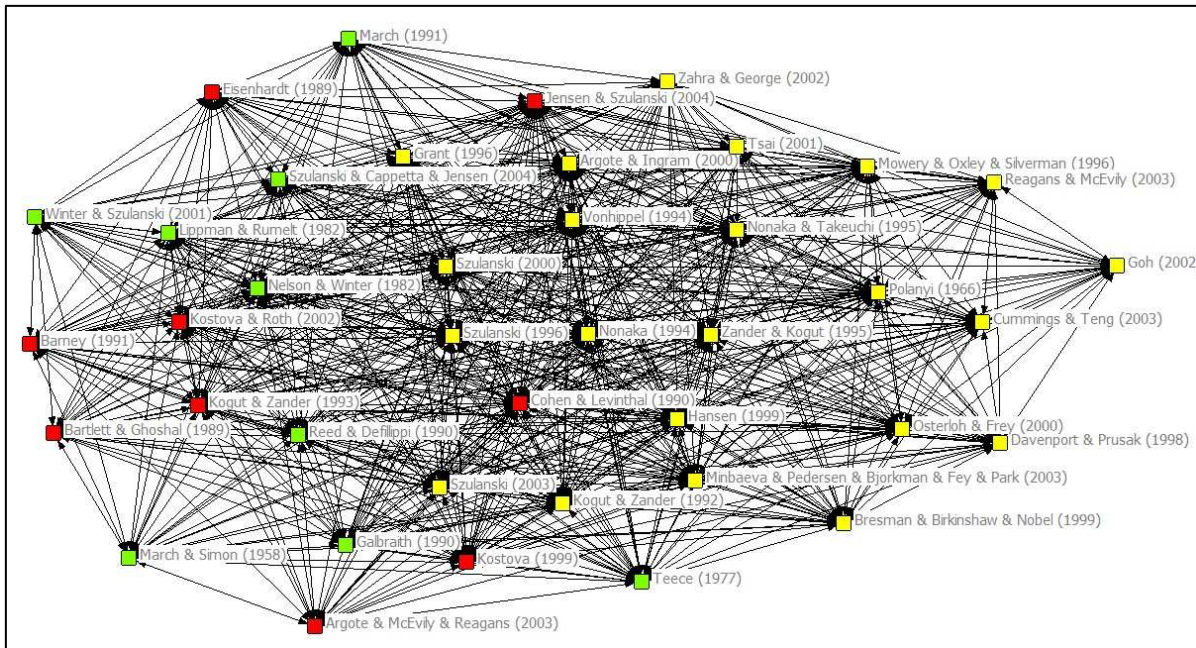 March (1991)
Zahra & George (2002)
Eisenhardt (1989)
Jensen & Szulanski (2004)
Tsai (2001)
Grant (1996)
Argote & Ingram (2000)
Mowery & Oxley & Silverman (1996)
Szulanski & Cappetta & Jensen (2004)
Reagans & McEvily (2003)
Winter & Szulanski (2001)
Lippman & Rumelt (1982)
Vonhippel (1994)
Nonaka & Takeuchi (1995)
Szulanski (2000)
Goh (2002
Nelson & Winter (1982)
Polanyi (1966)
Kostova & Roth (2002)
Cummings & Teng (2003)
Szulanski (1996)
Nonaka (1994)
Zander & Kogut (1995)
Barney (1991)
Kogut & Zander (1993)
Cohen & Levinthal (1990)
Hansen (1999)
Osterloh & Frey (2000)
Bartlett & Ghoshal (1989)
Reed & Defilippi (1990)
Davenport & Prusak (1998)
Minbaeva & Pedersen & Bjorkman & Fey & Park (2003)
Szulanski (2003)
Kogut & Zander (1992)
Bresman & Birkinshaw & Nobel (1999)
Galbrath (1990)
March & Simon (1958)
Kostova (1999)
Teece (1977)
Argote & McEvily & Reagans (2003)